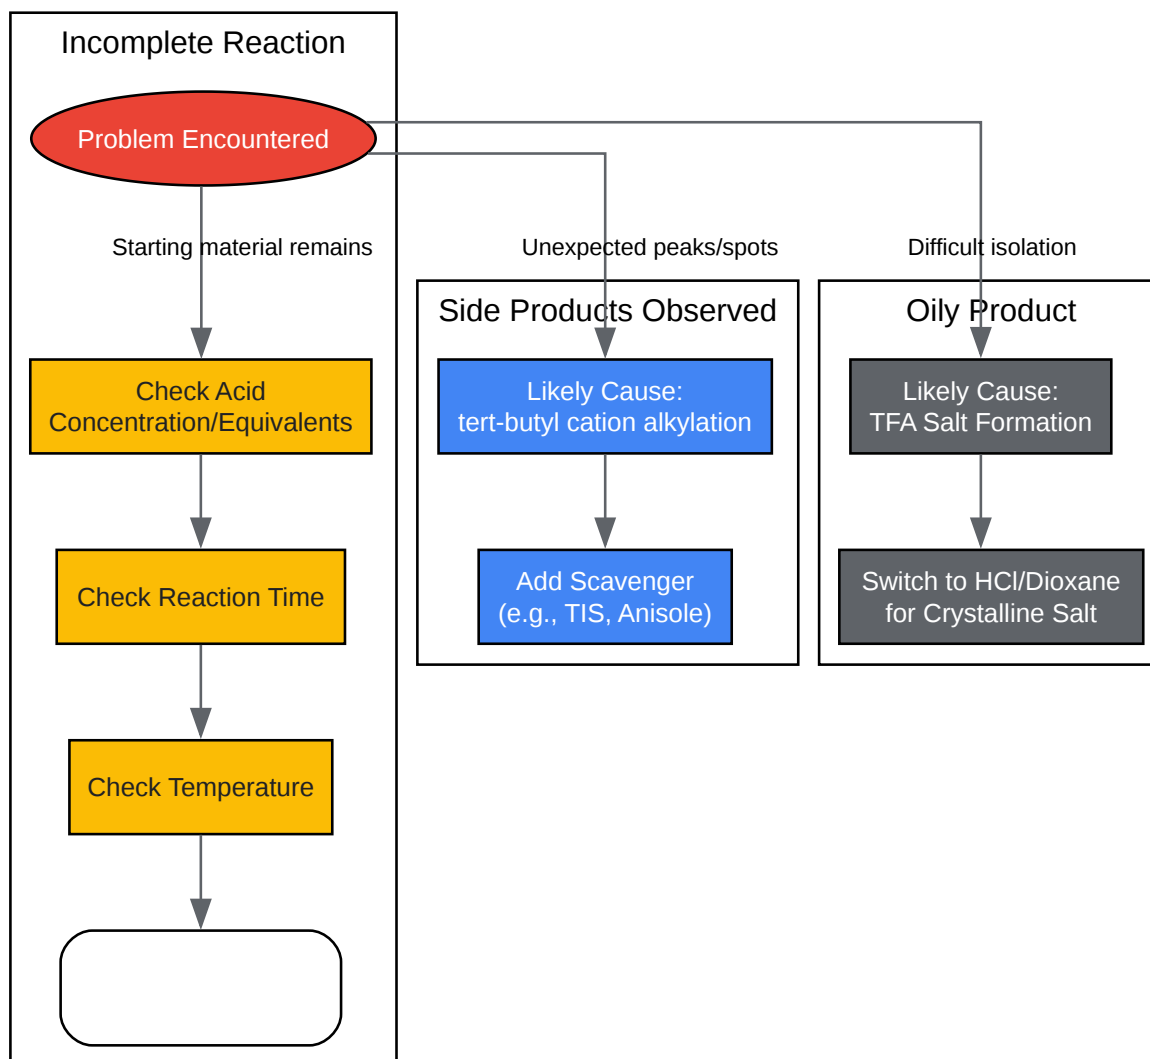 Incomplete Reaction
Problem Encountered
Starting material remains
Unexpected peaks/spots
Difficult isolation
Side Products Observed
Oily Product
Check Acid
Concentration/Equivalents
Likely Cause:
tert-butyl cation alkylation
Likely Cause:
TFA Salt Formation
Check Reaction Time
Add Scavenger
(e.g., TIS, Anisole)
Switch to HCl/Dioxane
for Crystalline Salt
Check Temperature